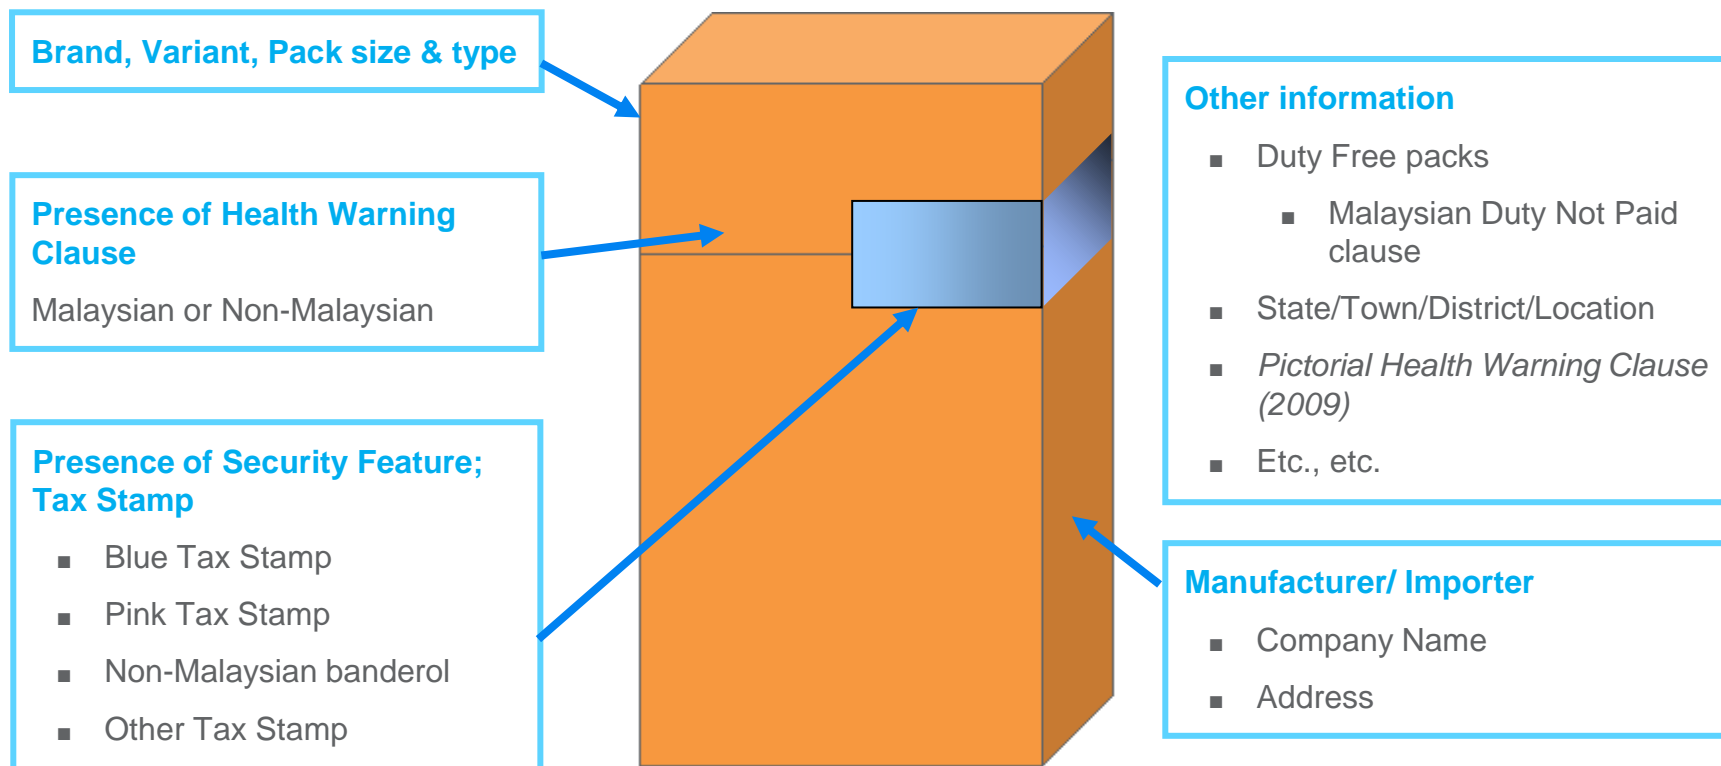 Brand, Variant, Pack size & type
Presence of Health Warning
Clause
Malaysian or Non-Malaysian
Presence of Security Feature;
Tax Stamp
■ Blue Tax Stamp
■ Pink Tax Stamp
■ Non-Malaysian banderol
■ Other Tax Stamp
Other information
■ Duty Free packs
■ Malaysian Duty Not Paid
clause
■ State/Town/District/Location
■ Pictorial Health Warning Clause
(2009)
■ Etc., etc.
Manufacturer/ Importer
■ Company Name
■ Address